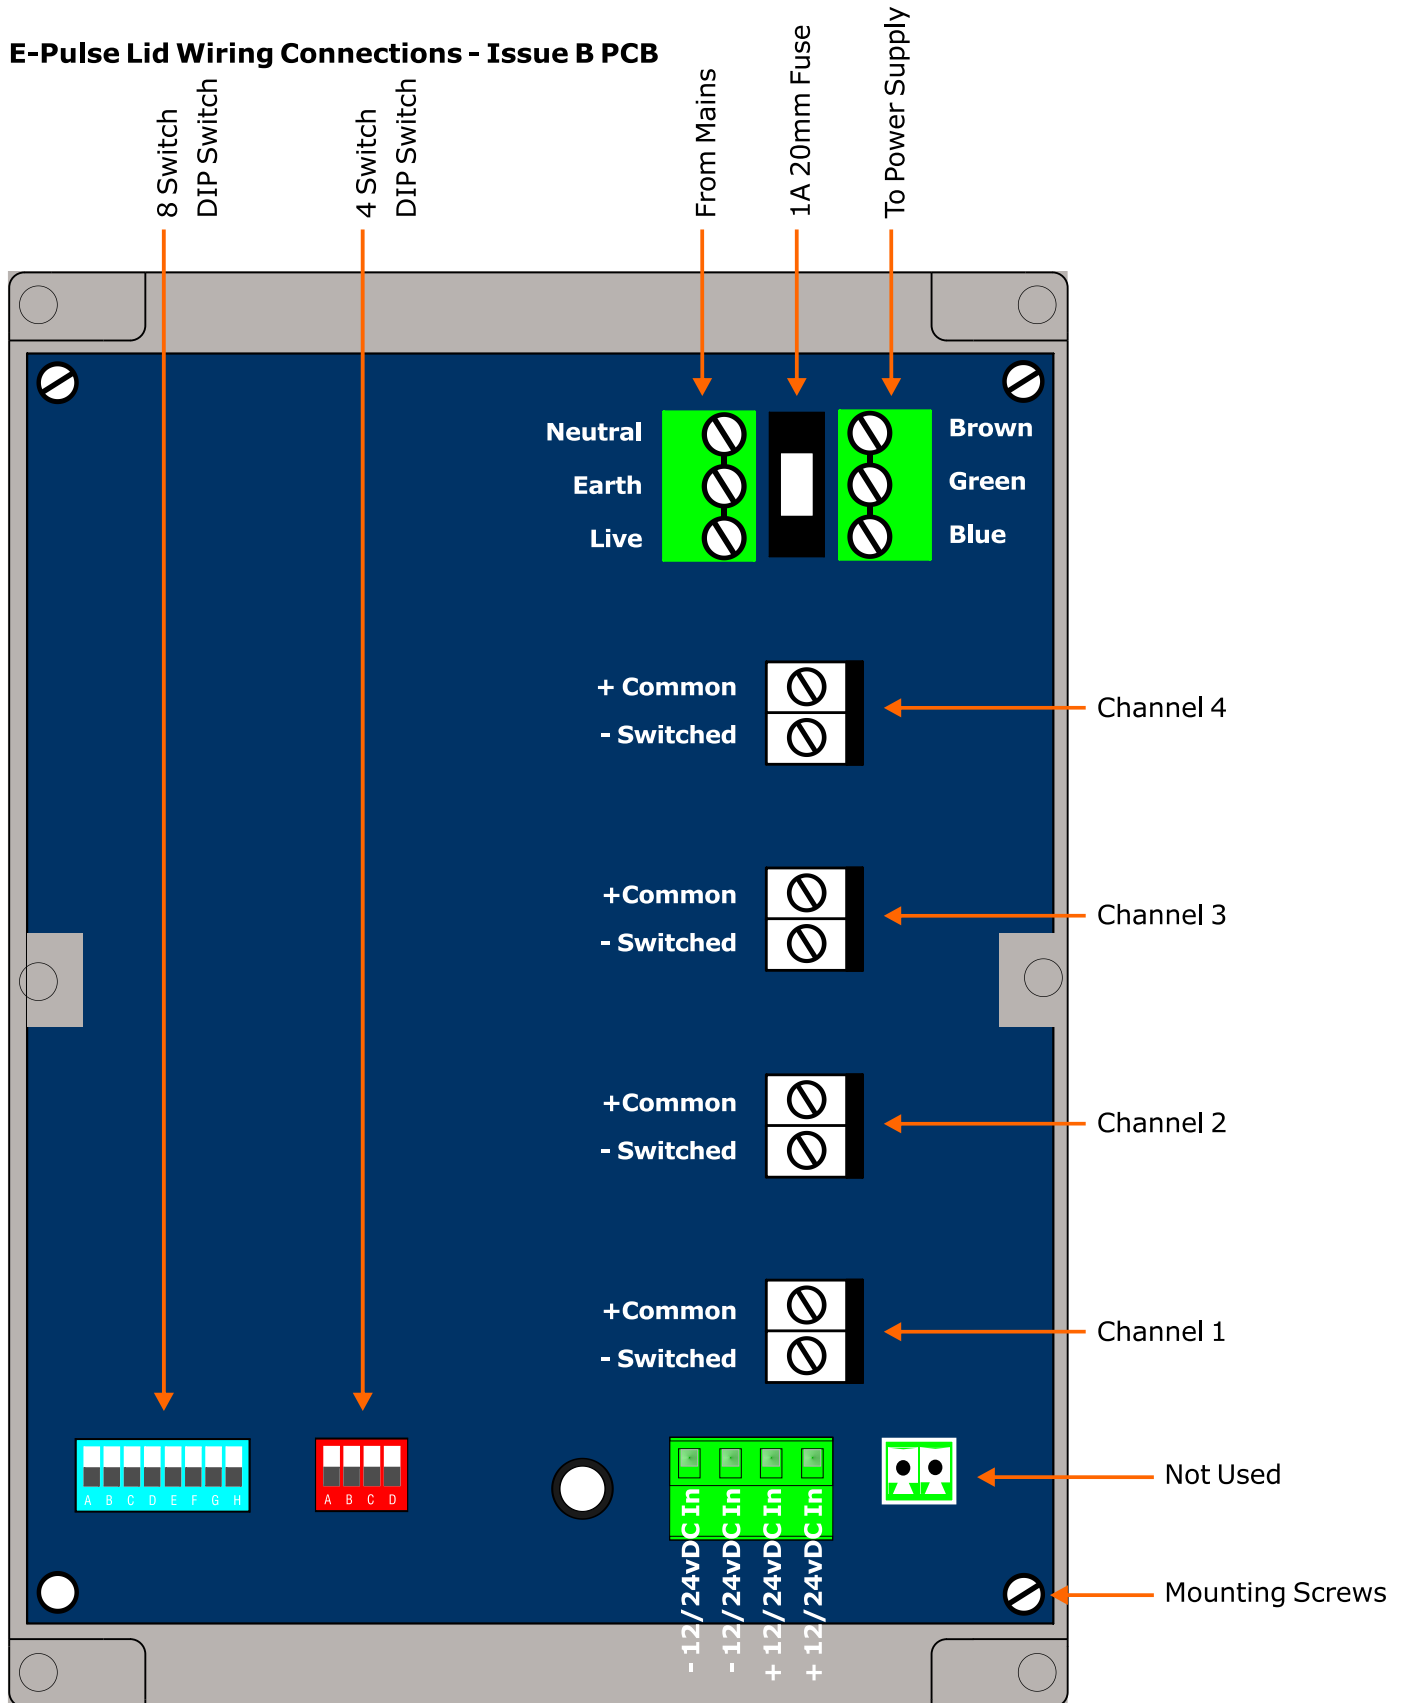 E-Pulse Lid Wiring Connections - Issue B PCB
8 Switch
DIP Switch
4 Switch
DIP Switch
From Mains
1A 20mm Fuse
To Power Supply
Neutral
Earth
Live
Brown
Green
Blue
+ Common
- Switched
Channel 4
+Common
- Switched
Channel 3
+Common
- Switched
Channel 2
+Common
- Switched
Channel 1
A B C D E F G H
A B C D
- 12/24vDC In
- 12/24vDC In
+ 12/24vDC In
+ 12/24vDC In
Not Used
Mounting Screws